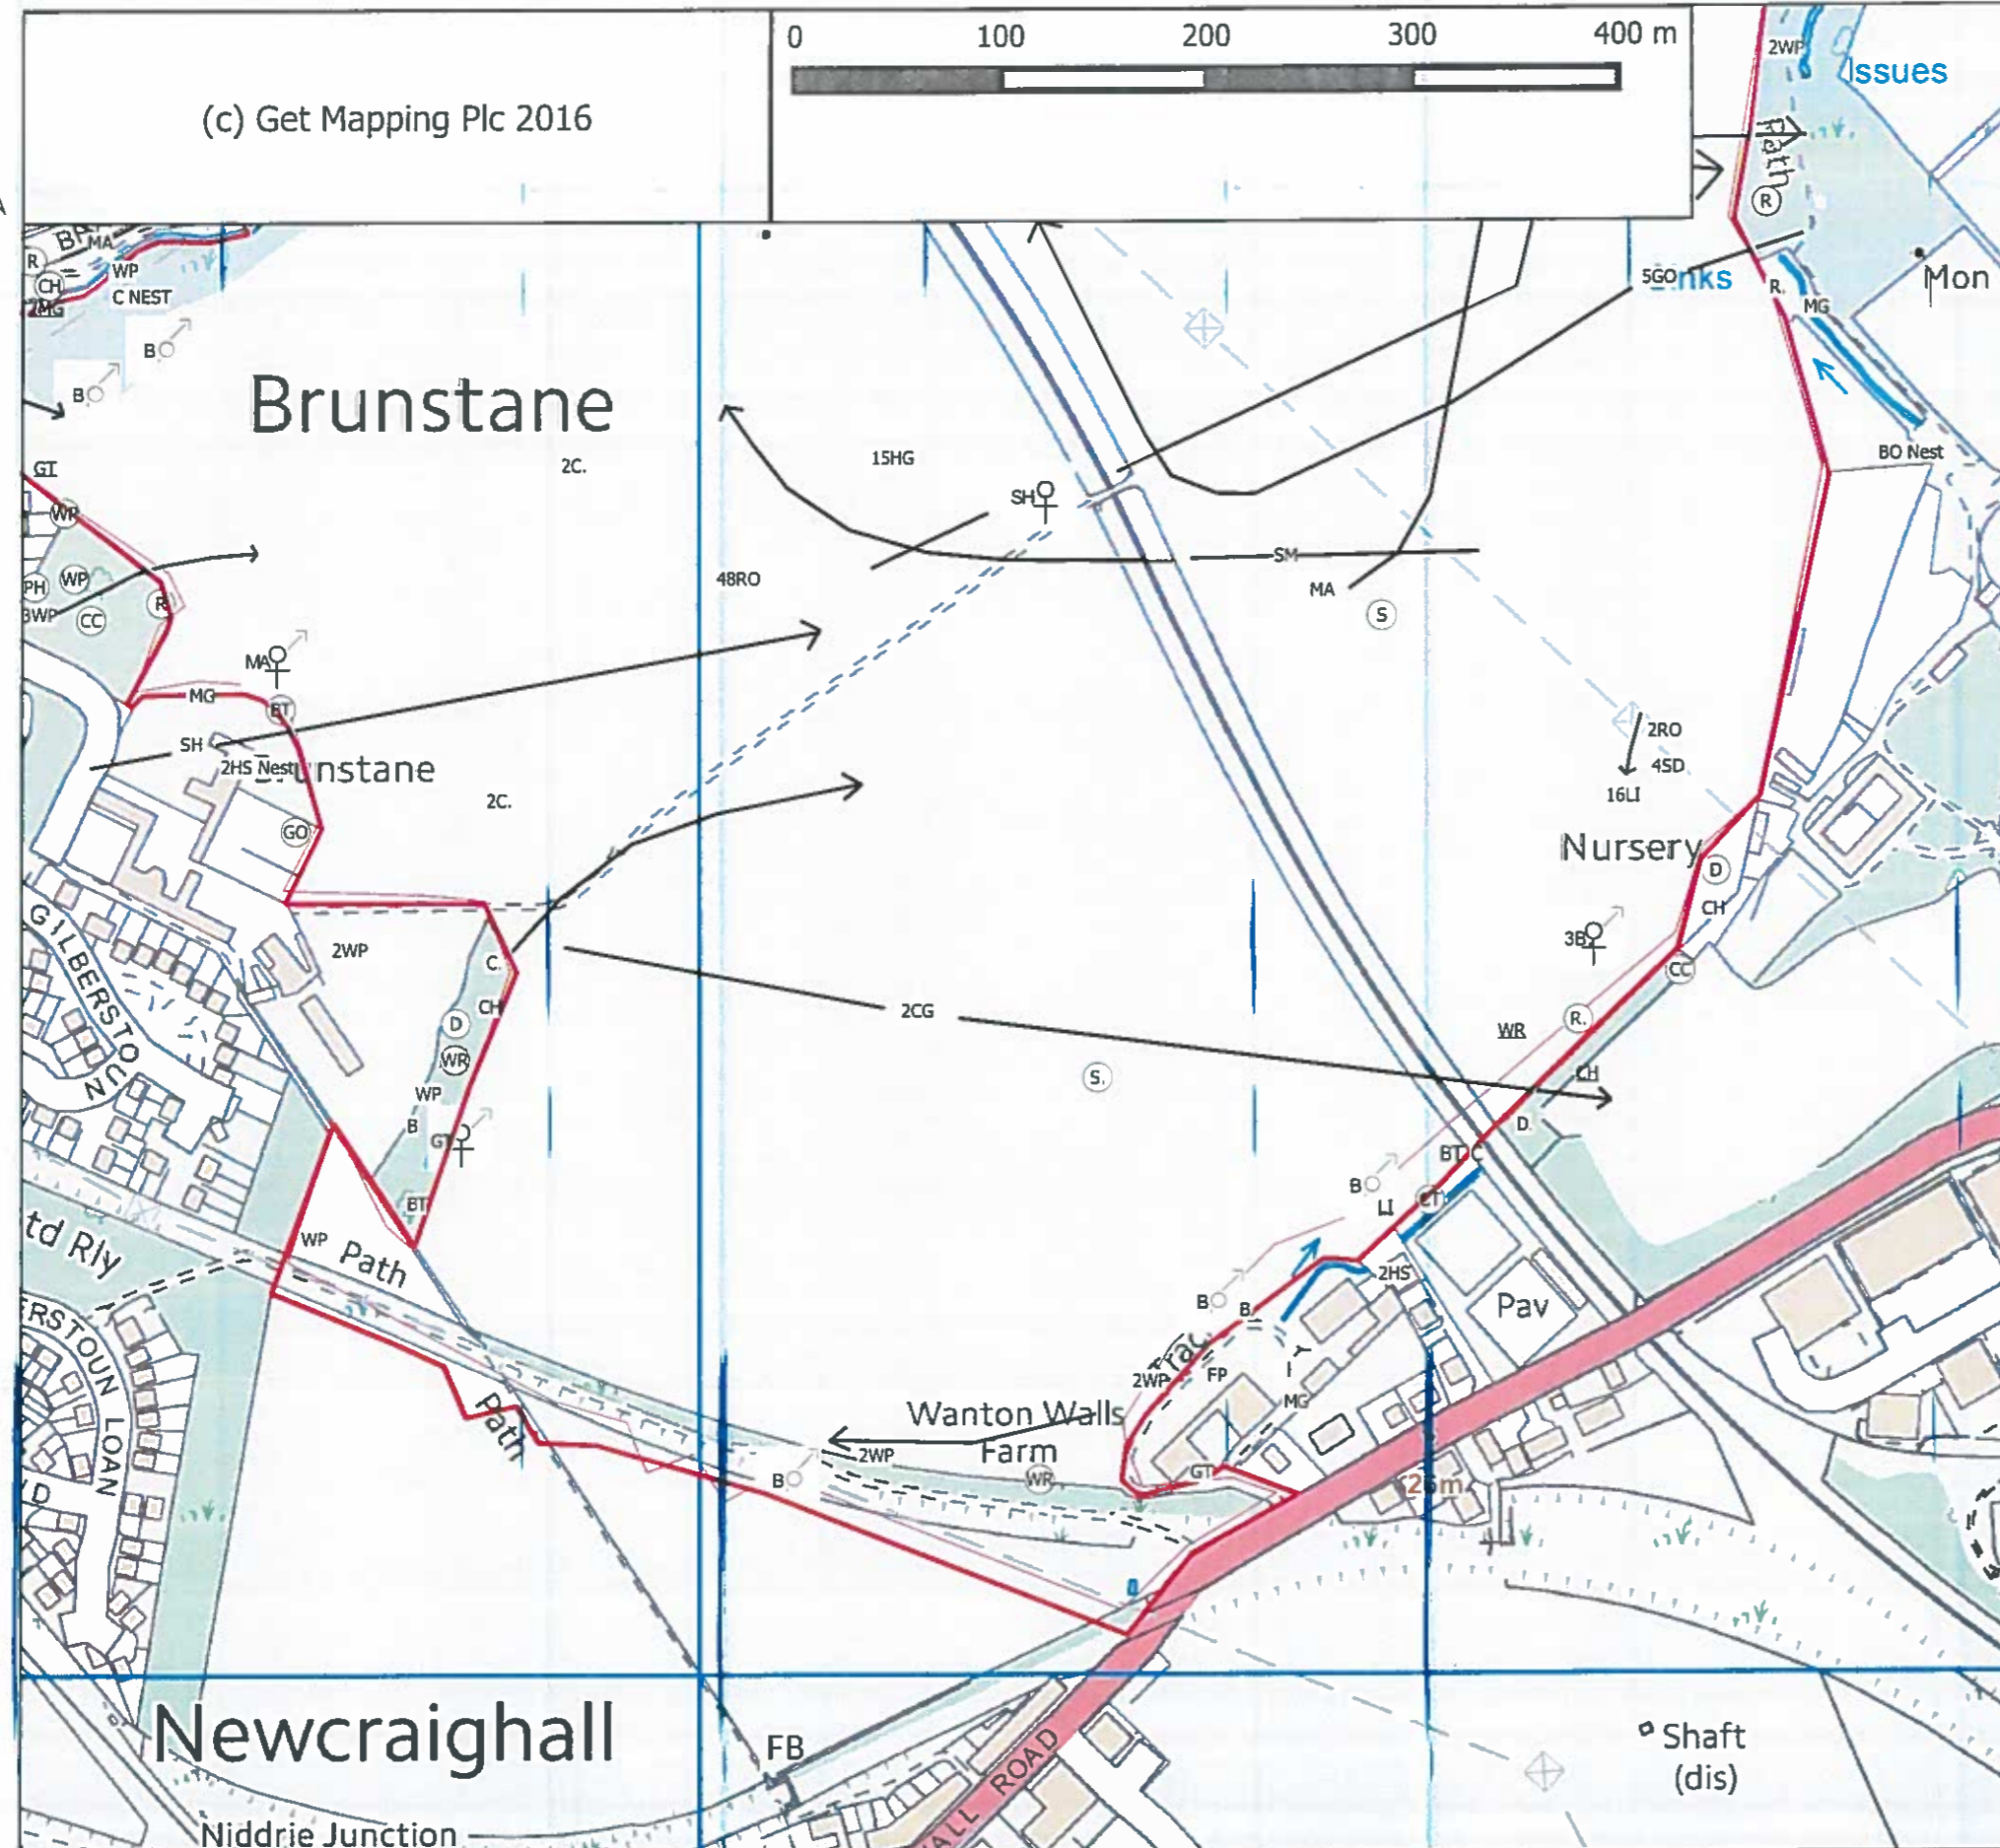 0 100 200 300 400 m
(c) Get Mapping Plc 2016
2WP
Issues
Path
R
MA
R
WP
CH
C NEST
2MG
5GO
R.
MG
Mon
B
B
Brunstane
GT
2C.
15HG
BO Nest
WP
SH
SM
48RO
MA
S
PH
WP
3WP
CC
R
MA
MG
BT
SH
2HS Nest
2C.
2RO
4SD
16LI
GO
Nursery
D
CH
GILBERSTOUN
2WP
C.
3B
CC
CH
2CG
R.
D
WR
WR
S.
CH
WP
B
GT
D.
BT
C
B
LI
BT
WP
Path
td Rly
2HS
B
B.
Pav
ERSTOUN LOAN
FP
2WP
MG
Path
Wanton Walls
Farm
2WP
B
WR
GT
26m
Newcraighall
FB
ALL ROAD
Shaft
(dis)
Niddrie Junction